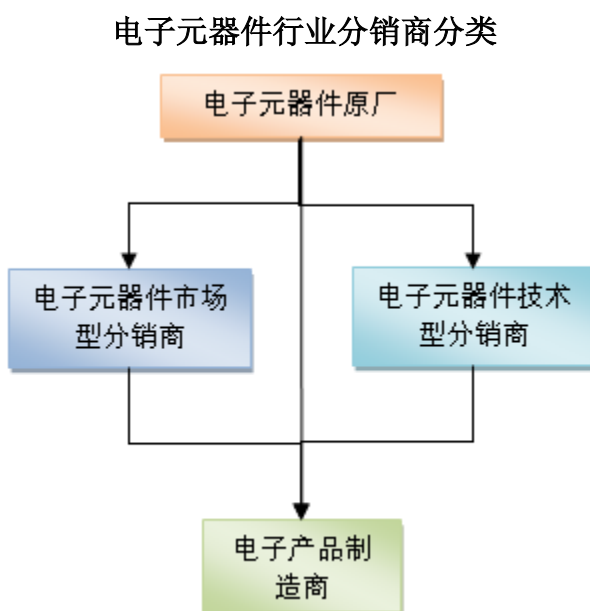 电子元器件行业分销商分类
电子元器件原厂
电子元器件市场
型分销商
电子元器件技术
型分销商
电子产品制
造商